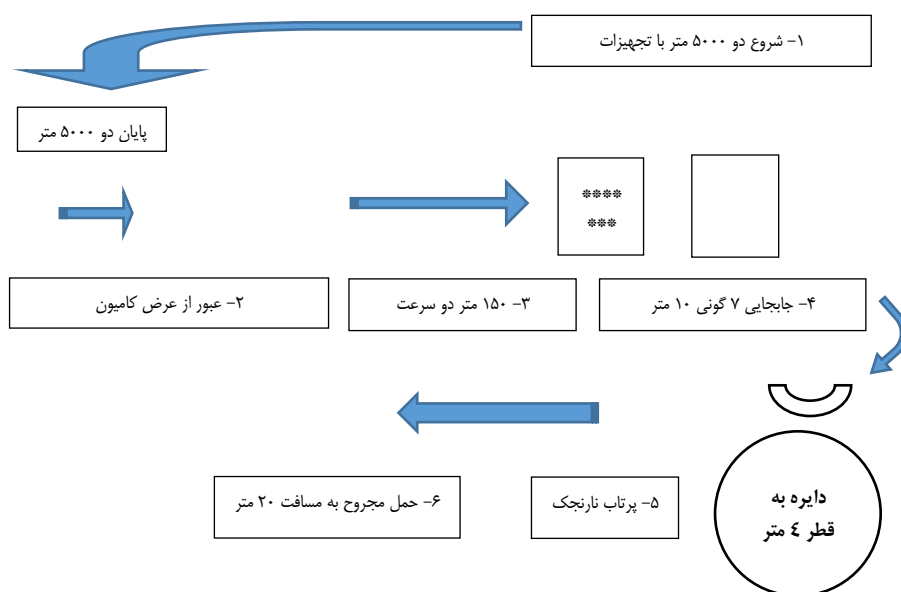 ۱- شروع دو ۵۰۰۰ متر با تجهیزات
پایان دو ۵۰۰۰ متر
****
***
۲- عبور از عرض کامیون
۳- ۱۵۰ متر دو سرعت
۴- جابجایی ۷ گونی ۱۰ متر
۵- پرتاب نارنجک
۶- حمل مجروح به مسافت ۲۰ متر
دایره به
قطر ٤ متر